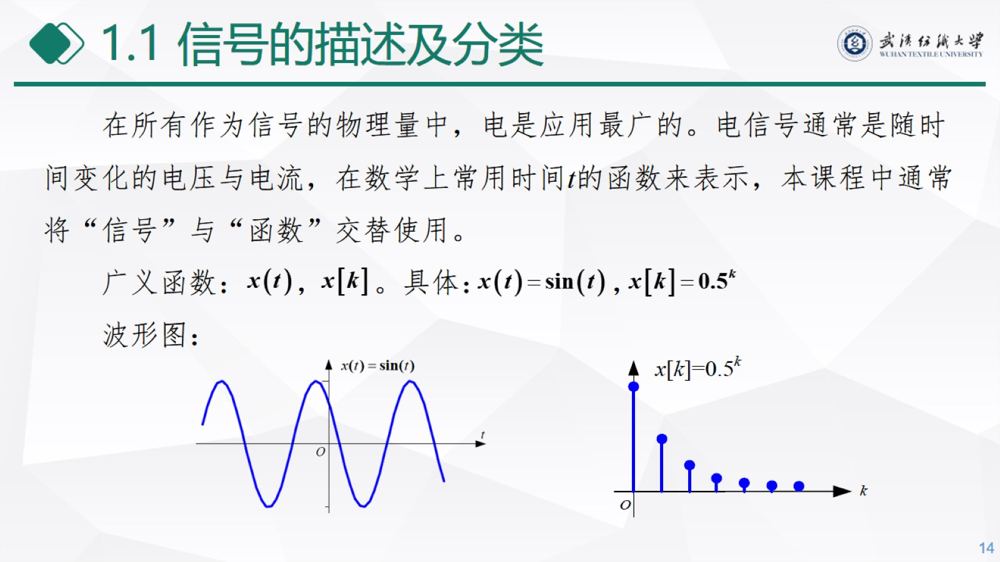 1.1 信号的描述及分类
武汉纺织大学
WUHAN TEXTILE UNIVERSITY
在所有作为信号的物理量中，电是应用最广的。电信号通常是随时
间变化的电压与电流，在数学上常用时间t的函数来表示，本课程中通常
将“信号”与“函数”交替使用。
广义函数：x(t)，x[k]。具体：x(t)=sin(t)，x[k]=0.5^k
波形图：
x(t)=sin(t)
t
O
x[k]=0.5^k
k
O
14